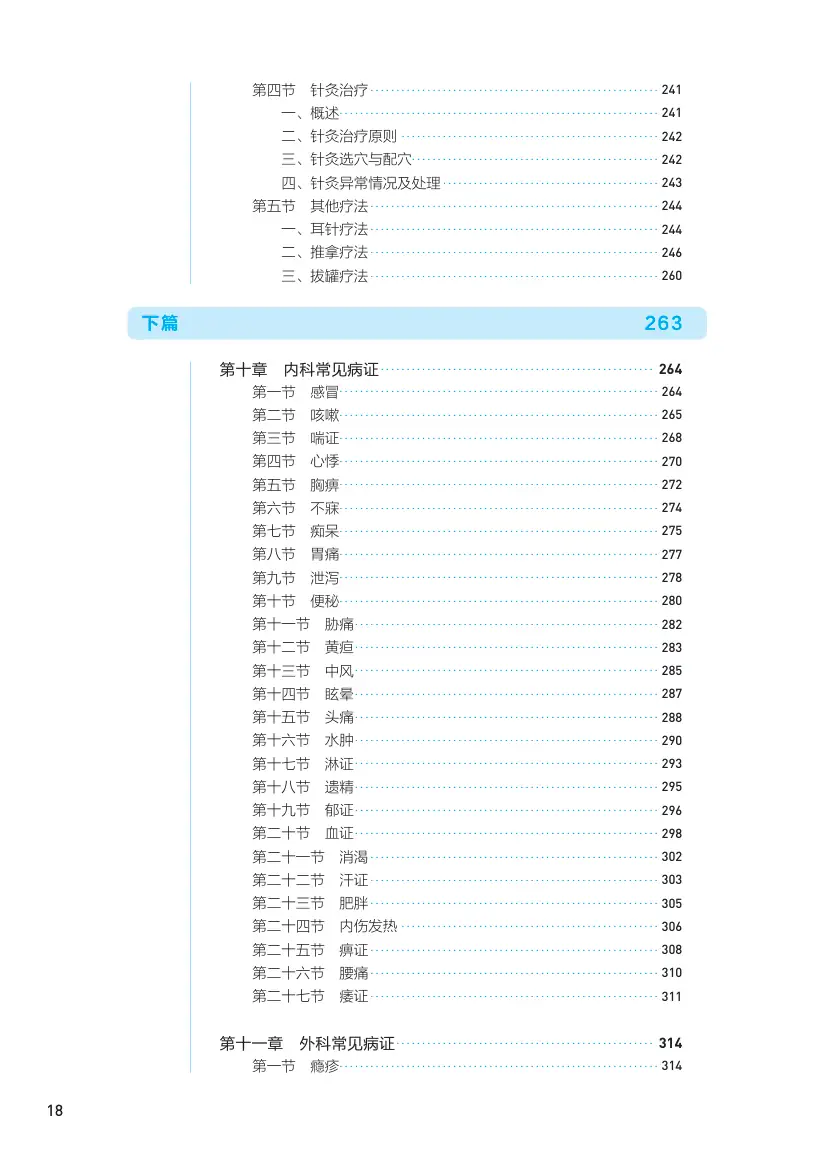 第四节 针灸治疗 241
一、概述 241
二、针灸治疗原则 242
三、针灸选穴与配穴 242
四、针灸异常情况及处理 243
第五节 其他疗法 244
一、耳针疗法 244
二、推拿疗法 246
三、拔罐疗法 260
下篇 263
第十章 内科常见病证 264
第一节 感冒 264
第二节 咳嗽 265
第三节 喘证 268
第四节 心悸 270
第五节 胸痹 272
第六节 不寐 274
第七节 痴呆 275
第八节 胃痛 277
第九节 泄泻 278
第十节 便秘 280
第十一节 胁痛 282
第十二节 黄疸 283
第十三节 中风 285
第十四节 眩晕 287
第十五节 头痛 288
第十六节 水肿 290
第十七节 淋证 293
第十八节 遗精 295
第十九节 郁证 296
第二十节 血证 298
第二十一节 消渴 302
第二十二节 汗证 303
第二十三节 肥胖 305
第二十四节 内伤发热 306
第二十五节 痹证 308
第二十六节 腰痛 310
第二十七节 痿证 311
第十一章 外科常见病证 314
第一节 瘾疹 314
18